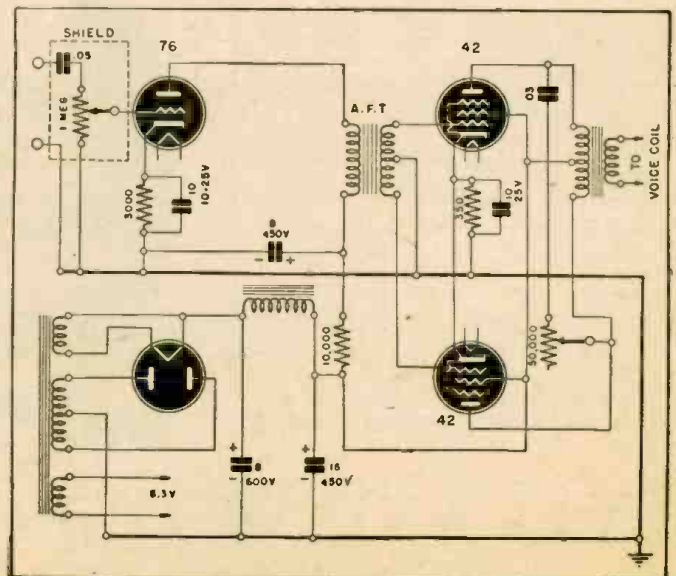 SHIELD
.05
1 MEG
76
3000
10
10-25V
8
450V
- +
A.F.T
42
350
10
25V
.03
TO
VOICE COIL
10,000
50,000
42
+
8
- 600V
+
16
- 450V
6.3V